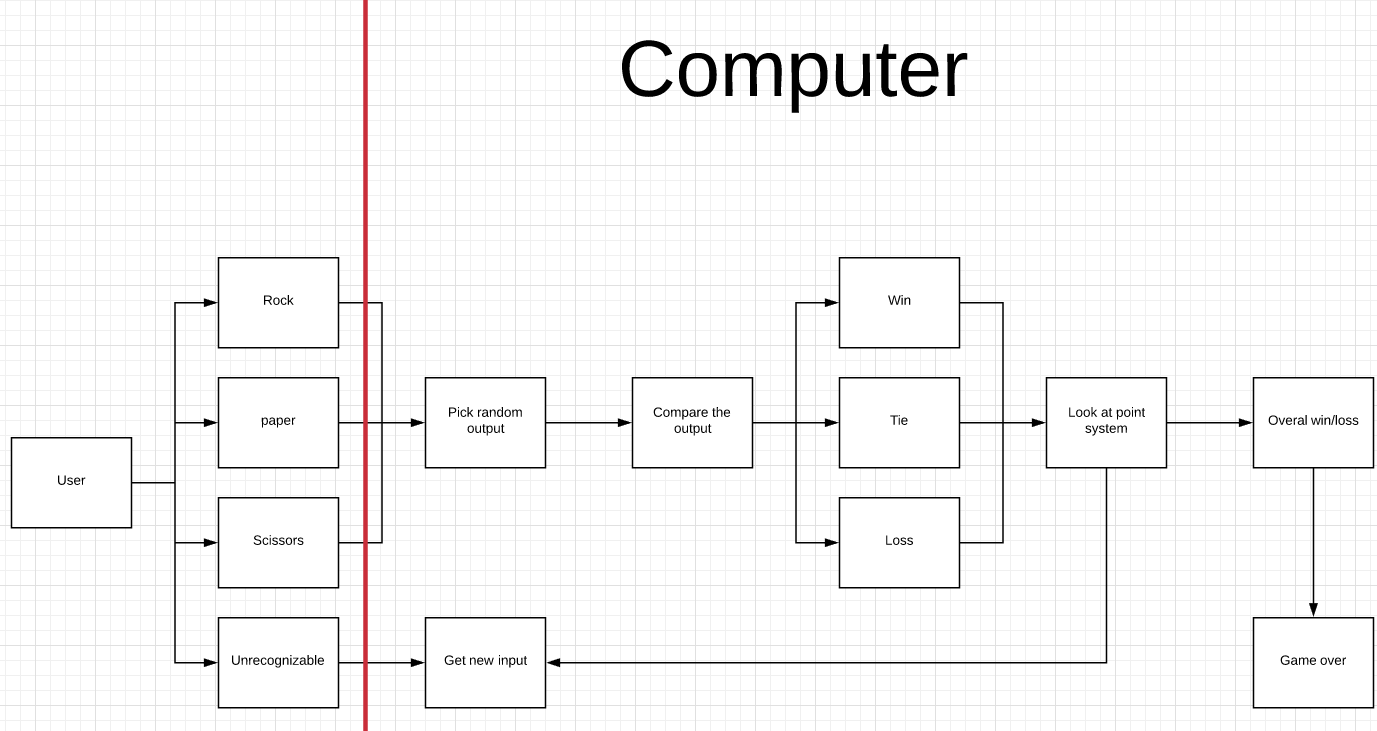 Computer
User
Rock
paper
Scissors
Unrecognizable
Pick random
output
Get new input
Compare the
output
Win
Tie
Loss
Look at point
system
Overal win/loss
Game over